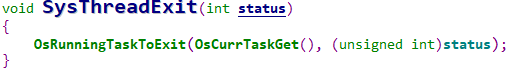 void SysThreadExit(int status)
{
    OsRunningTaskToExit(OsCurrTaskGet(), (unsigned int)status);
}